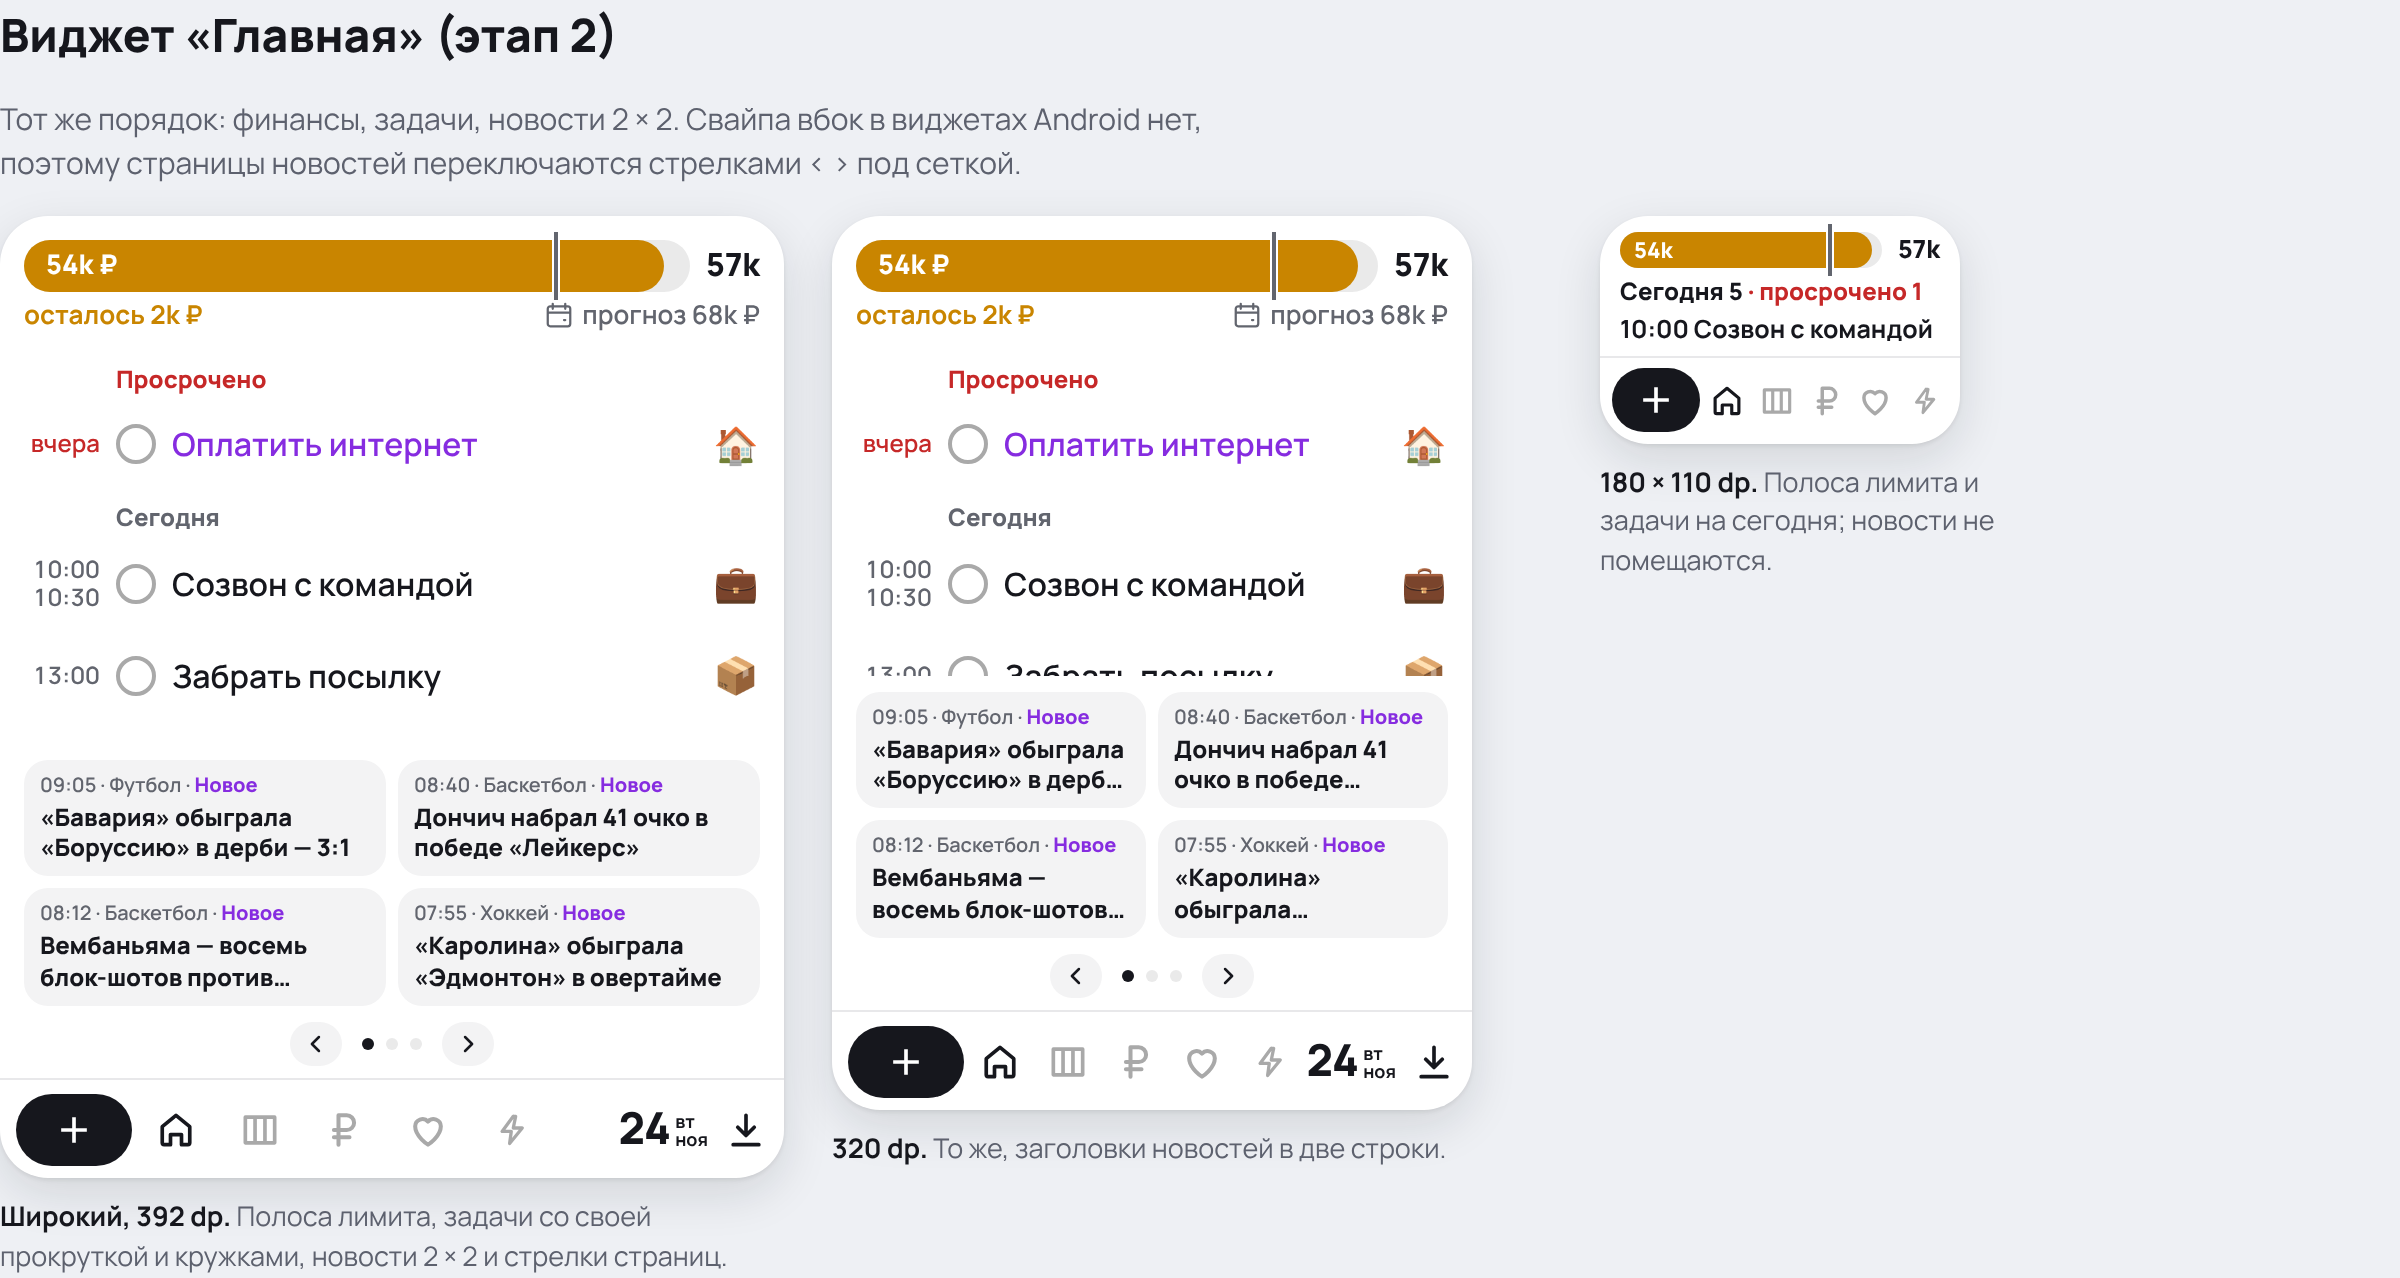 Виджет «Главная» (этап 2)
Тот же порядок: финансы, задачи, новости 2 × 2. Свайпа вбок в виджетах Android нет,
поэтому страницы новостей переключаются стрелками ‹ › под сеткой.
54k ₽
57k
осталось 2k ₽
прогноз 68k ₽
Просрочено
вчера
Оплатить интернет
Сегодня
10:00
10:30
Созвон с командой
13:00
Забрать посылку
09:05 · Футбол · Новое
«Бавария» обыграла
«Боруссию» в дерби — 3:1
08:40 · Баскетбол · Новое
Дончич набрал 41 очко в
победе «Лейкерс»
08:12 · Баскетбол · Новое
Вембаньяма — восемь
блок-шотов против…
07:55 · Хоккей · Новое
«Каролина» обыграла
«Эдмонтон» в овертайме
24 вт
ноя
Широкий, 392 dp. Полоса лимита, задачи со своей
прокруткой и кружками, новости 2 × 2 и стрелки страниц.
54k ₽
57k
осталось 2k ₽
прогноз 68k ₽
Просрочено
вчера
Оплатить интернет
Сегодня
10:00
10:30
Созвон с командой
13:00
Забрать посылку
09:05 · Футбол · Новое
«Бавария» обыграла
«Боруссию» в дерб…
08:40 · Баскетбол · Новое
Дончич набрал 41
очко в победе…
08:12 · Баскетбол · Новое
Вембаньяма —
восемь блок-шотов…
07:55 · Хоккей · Новое
«Каролина»
обыграла…
24 вт
ноя
320 dp. То же, заголовки новостей в две строки.
54k
57k
Сегодня 5 · просрочено 1
10:00 Созвон с командой
180 × 110 dp. Полоса лимита и
задачи на сегодня; новости не
помещаются.